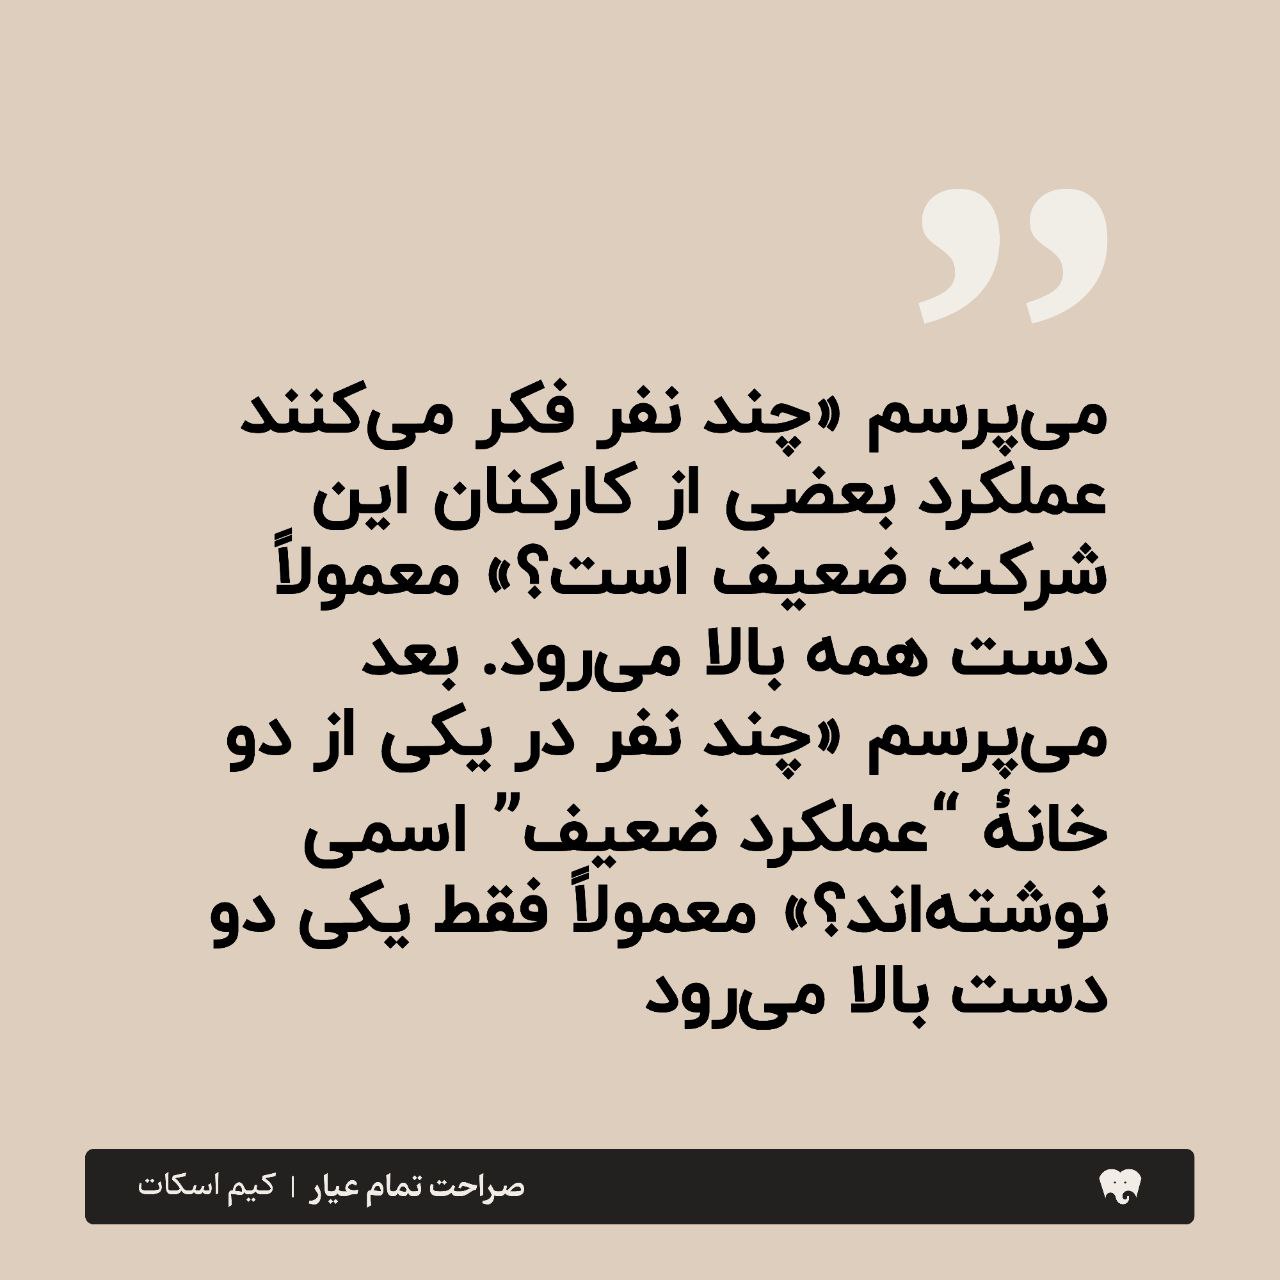 می‌پرسم «چند نفر فکر می‌کنند
عملکرد بعضی از کارکنان این
شرکت ضعیف است؟» معمولاً
دست همه بالا می‌رود. بعد
می‌پرسم «چند نفر در یکی از دو
خانهٔ “عملکرد ضعیف” اسمی
نوشته‌اند؟» معمولاً فقط یکی دو
دست بالا می‌رود
صراحت تمام عیار | کیم اسکات